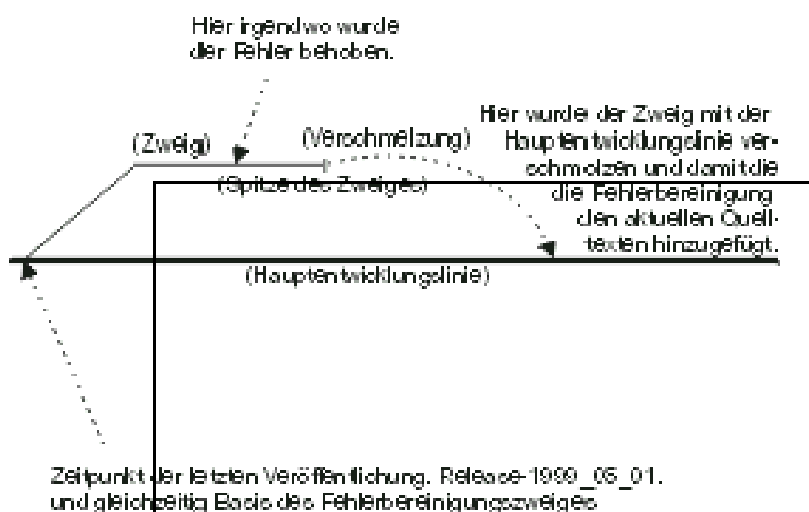 Hier irgendwo wurde
der Fehler behoben.
(Zweig)
(Verschmelzung)
Hier wurde der Zweig mit der
Hauptentwicklungslinie ver-
schmolzen und damit die
die Fehlerbereinigung
den aktuellen Quell-
texten hinzugefügt.
(Spitze des Zweiges)
(Hauptentwicklungslinie)
Zeitpunkt der letzten Veröffentlichung, Release-1999_05_01,
und gleichzeitig Basis des Fehlerbereinigungszweiges